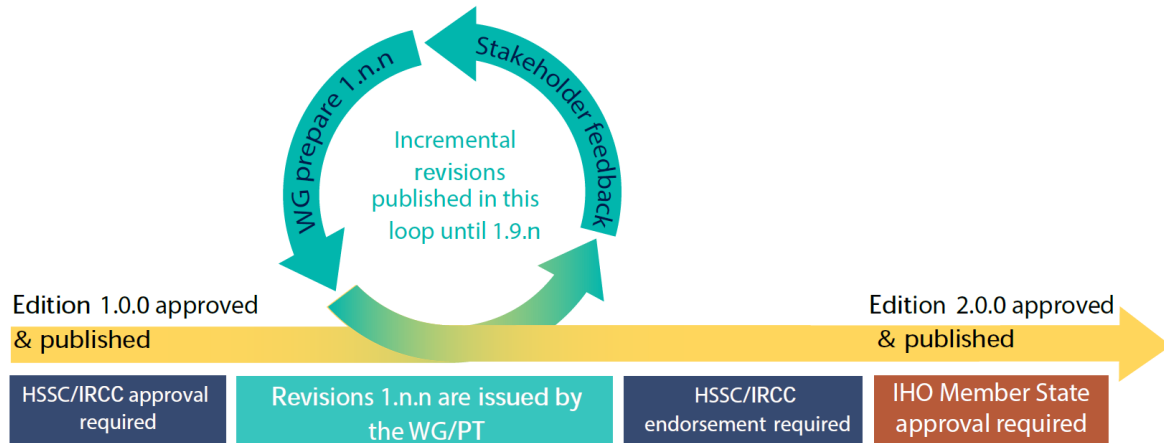 WG prepare 1.n.n
Stakeholder feedback
Incremental
revisions
published in this
loop until 1.9.n
Edition 1.0.0 approved
& published
Edition 2.0.0 approved
& published
HSSC/IRCC approval
required
Revisions 1.n.n are issued by
the WG/PT
HSSC/IRCC
endorsement required
IHO Member State
approval required